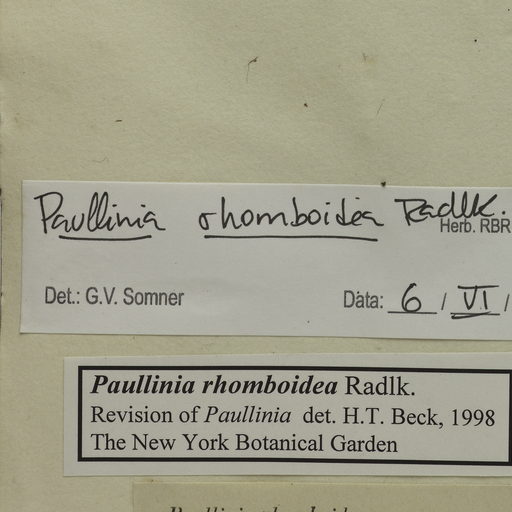 Paullinia rhomboidea Radlk.
Herb. RBR
Det.: G.V. Somner Data: 6 / VI /
Paullinia rhomboidea Radlk.
Revision of Paullinia det. H.T. Beck, 1998
The New York Botanical Garden